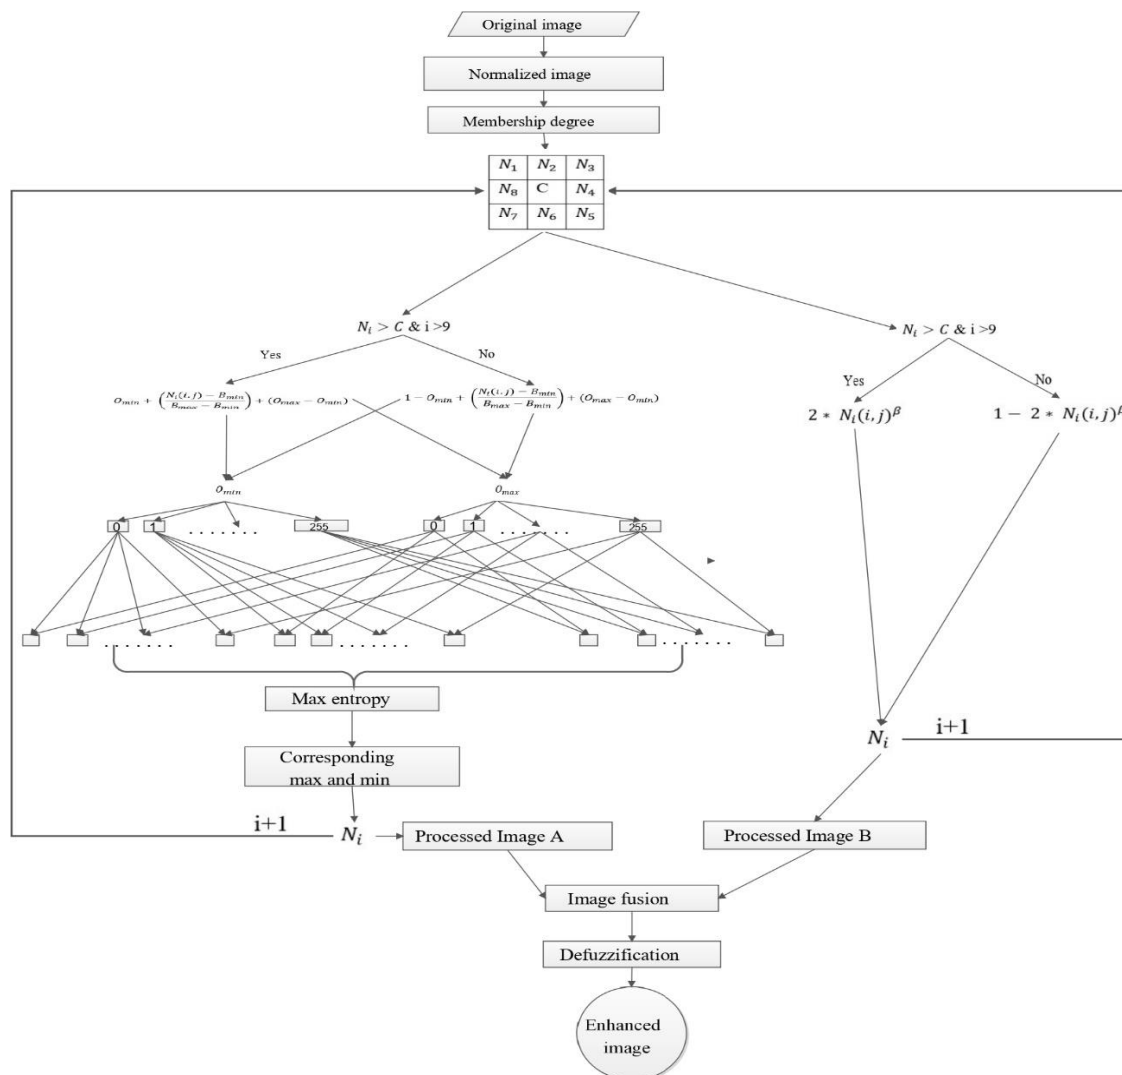 Original image
Normalized image
Membership degree
N₁ N₂ N₃
N₈ C N₄
N₇ N₆ N₅
Nᵢ > C & i >9
Nᵢ > C & i >9
Yes No
Yes No
Oₘᵢₙ + ((Nᵢ(i,j) − Bₘᵢₙ)/(Bₘₐₓ − Bₘᵢₙ)) + (Oₘₐₓ − Oₘᵢₙ)
1 − Oₘᵢₙ + ((Nᵢ(i,j) − Bₘᵢₙ)/(Bₘₐₓ − Bₘᵢₙ)) + (Oₘₐₓ − Oₘᵢₙ)
2 * Nᵢ(i,j)^β
1 − 2 * Nᵢ(i,j)^β
Oₘᵢₙ Oₘₐₓ
0 1 . . . . . . . 255 0 1 . . . . . . . 255
. . . . . . . . . . . . . . . . . . . . .
Max entropy
Corresponding
max and min
Nᵢ i+1
i+1 Nᵢ
Processed Image A
Processed Image B
Image fusion
Defuzzification
Enhanced
image